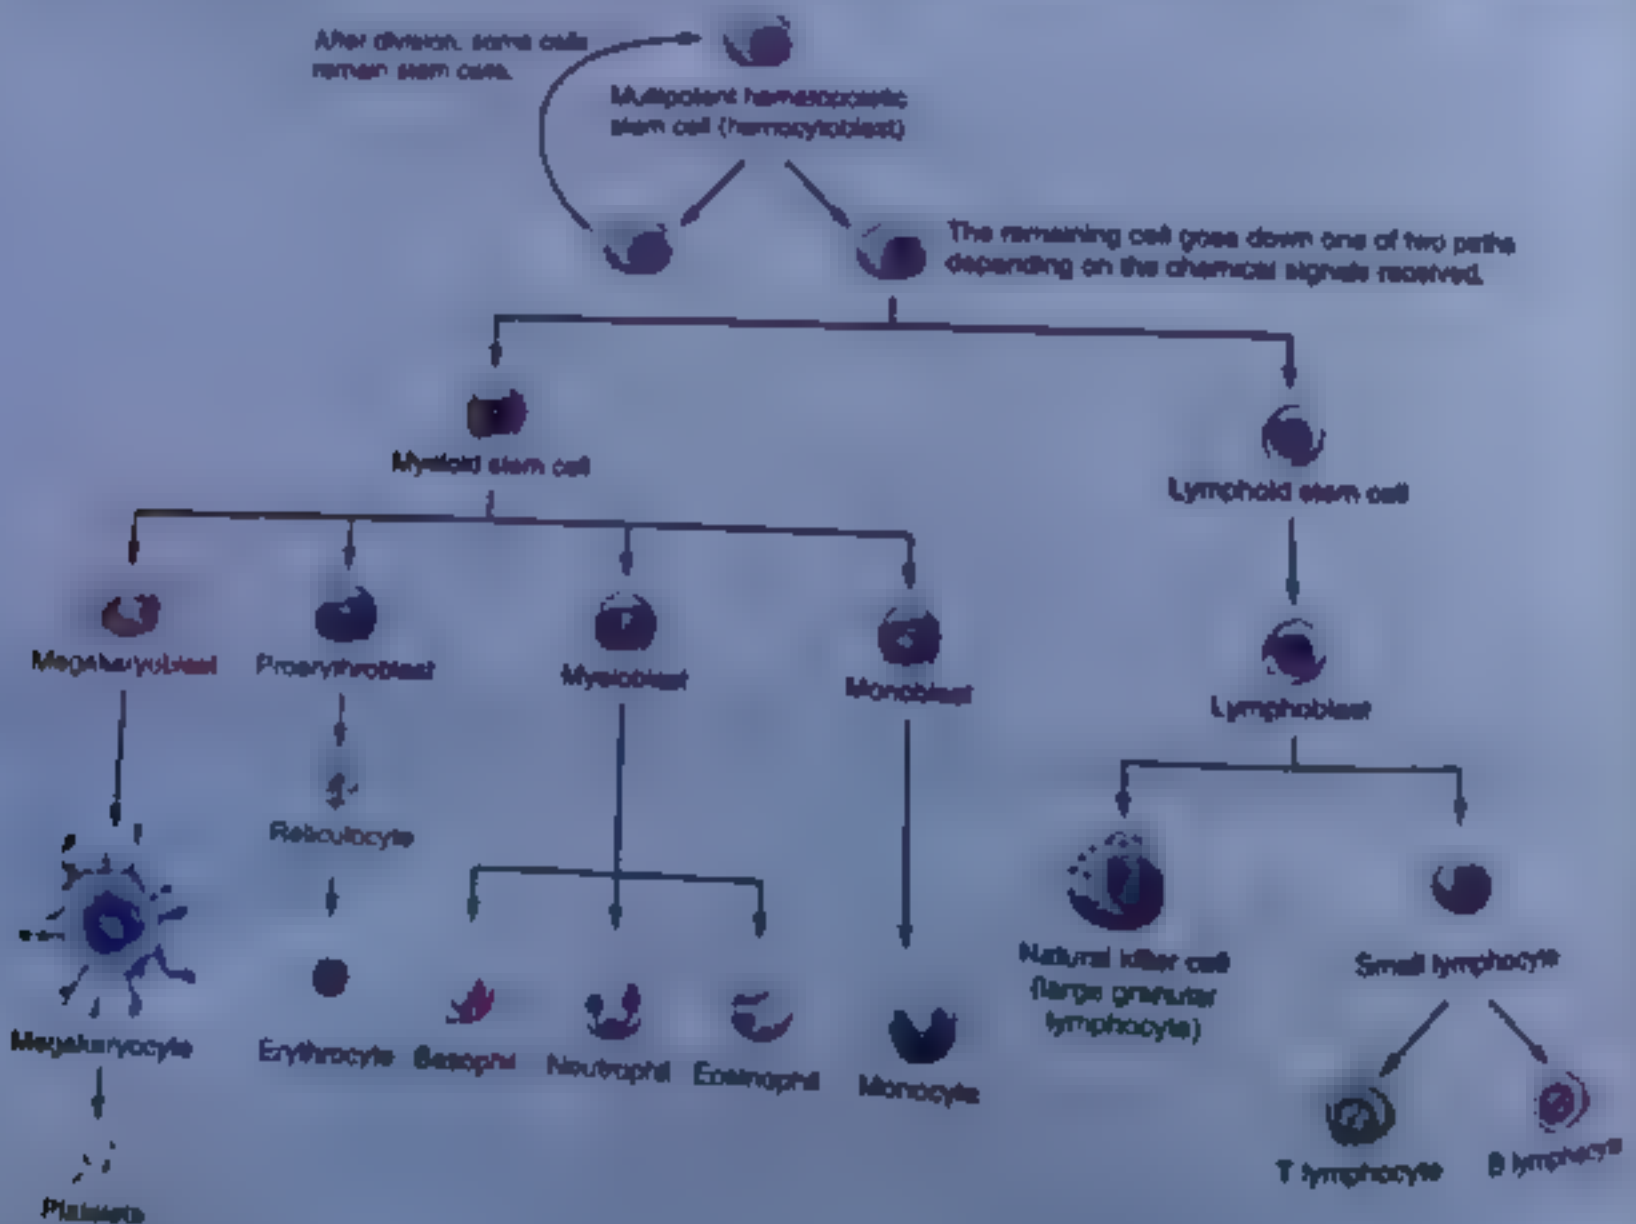 After division, some cells
remain stem cells.
Multipotent hematopoietic
stem cell (hemocytoblast)
The remaining cell goes down one of two paths
depending on the chemical signals received.
Myeloid stem cell
Lymphoid stem cell
Megakaryoblast
Proerythroblast
Myeloblast
Monoblast
Lymphoblast
Reticulocyte
Megakaryocyte
Erythrocyte
Basophil
Neutrophil
Eosinophil
Monocyte
Natural killer cell
(large granular
lymphocyte)
Small lymphocyte
T lymphocyte
B lymphocyte
Platelets